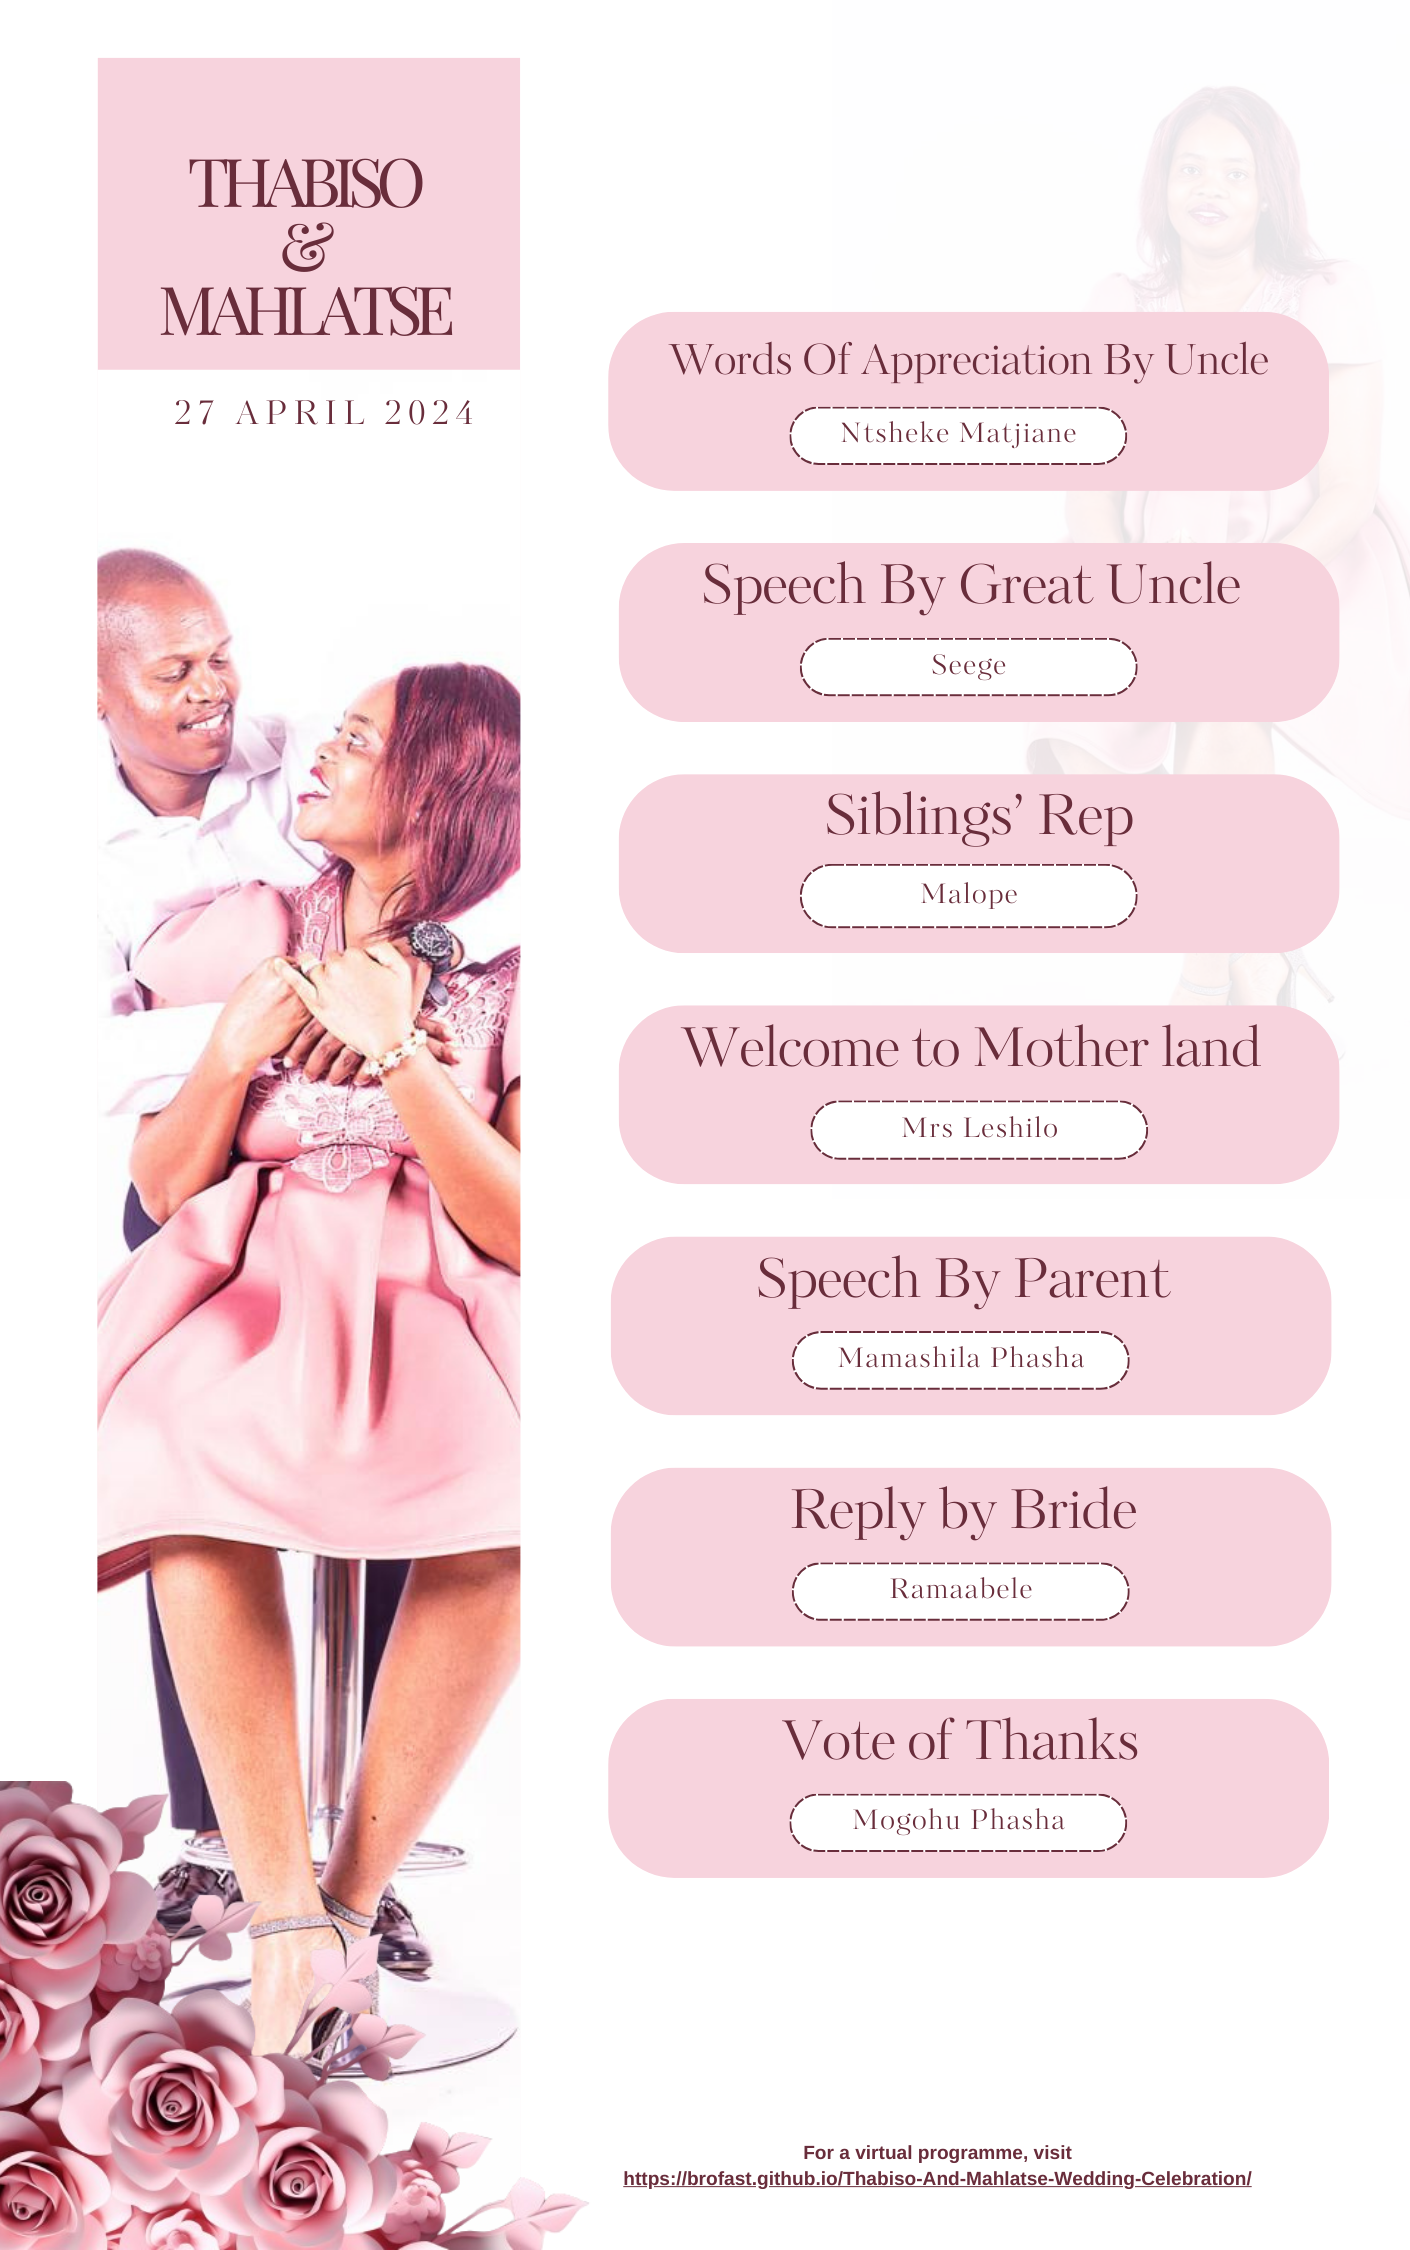 THABISO
&
MAHLATSE
27 APRIL 2024
Words Of Appreciation By Uncle
Ntsheke Matjiane
Speech By Great Uncle
Seege
Siblings’ Rep
Malope
Welcome to Mother land
Mrs Leshilo
Speech By Parent
Mamashila Phasha
Reply by Bride
Ramaabele
Vote of Thanks
Mogohu Phasha
For a virtual programme, visit
https://brofast.github.io/Thabiso-And-Mahlatse-Wedding-Celebration/